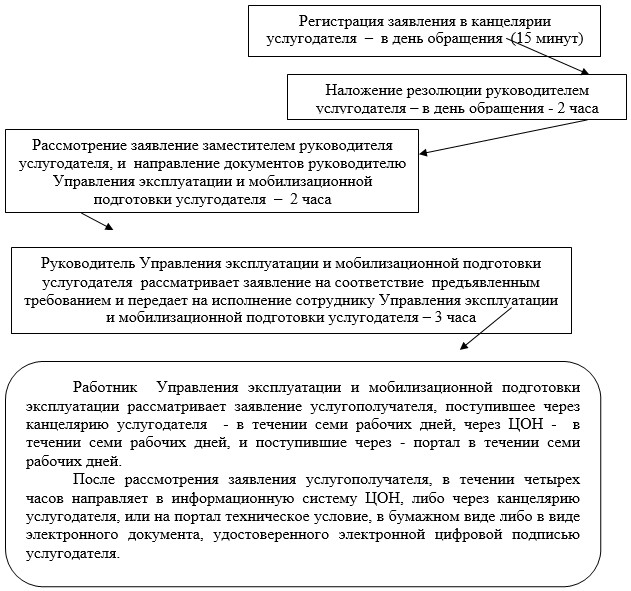 Регистрация заявления в канцелярии
услугодателя – в день обращения (15 минут)
Наложение резолюции руководителем
услугодателя – в день обращения - 2 часа
Рассмотрение заявление заместителем руководителя
услугодателя, и направление документов руководителю
Управления эксплуатации и мобилизационной
подготовки услугодателя – 2 часа
Руководитель Управления эксплуатации и мобилизационной подготовки
услугодателя рассматривает заявление на соответствие предъявленным
требованием и передает на исполнение сотруднику Управления эксплуатации
и мобилизационной подготовки услугодателя – 3 часа
Работник Управления эксплуатации и мобилизационной подготовки
эксплуатации рассматривает заявление услугополучателя, поступившее через
канцелярию услугодателя - в течении семи рабочих дней, через ЦОН - в
течении семи рабочих дней, и поступившие через - портал в течении семи
рабочих дней.
После рассмотрения заявления услугополучателя, в течении четырех
часов направляет в информационную систему ЦОН, либо через канцелярию
услугодателя, или на портал техническое условие, в бумажном виде либо в виде
электронного документа, удостоверенного электронной цифровой подписью
услугодателя.